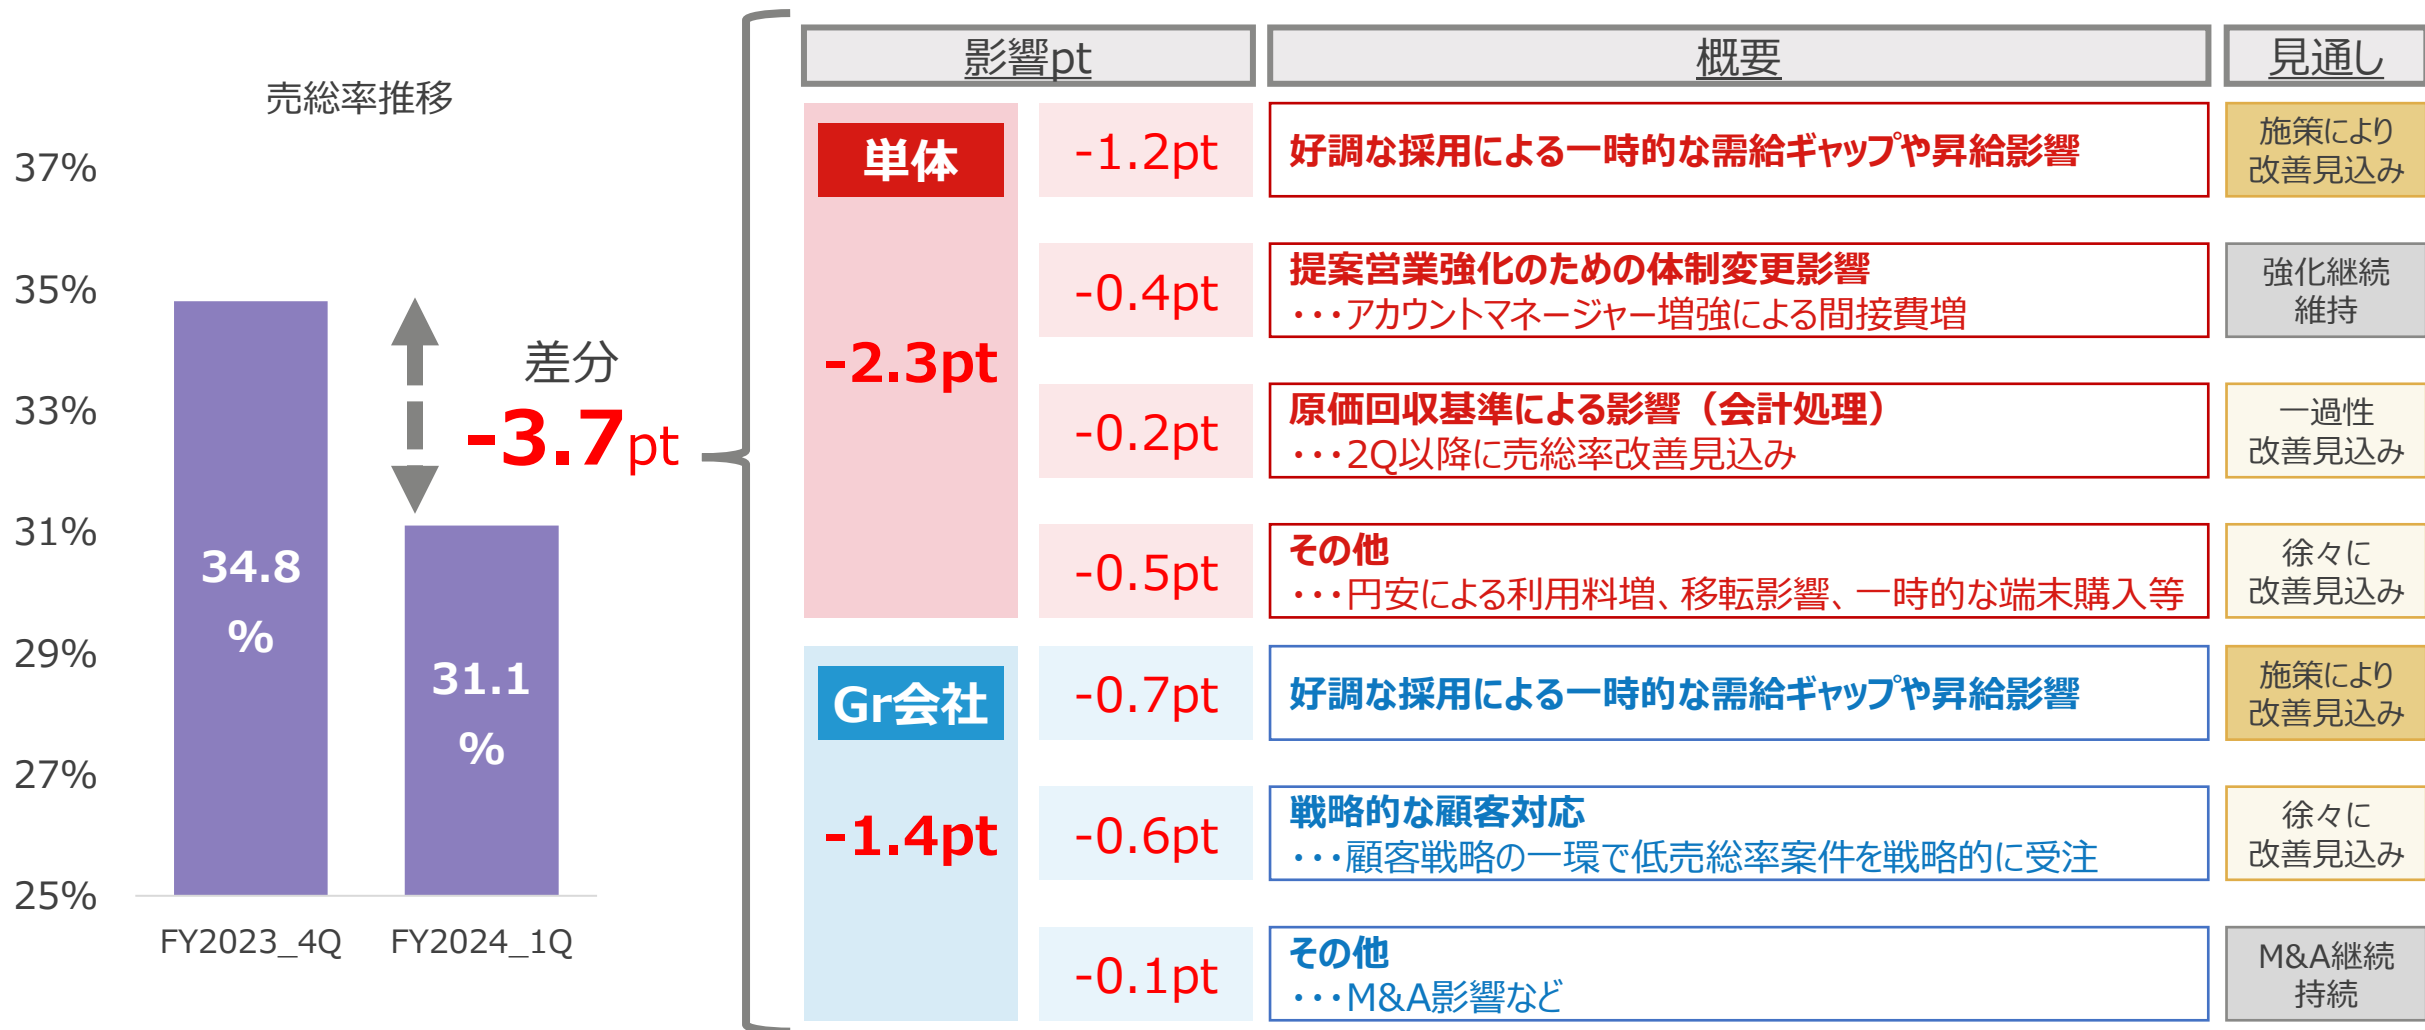 売総率推移
37%
35%
33%
31%
29%
27%
25%
34.8
%
31.1
%
FY2023_4Q
FY2024_1Q
差分
-3.7pt
影響pt
概要
見通し
単体
-2.3pt
-1.2pt
好調な採用による一時的な需給ギャップや昇給影響
施策により
改善見込み
-0.4pt
提案営業強化のための体制変更影響
・・・アカウントマネージャー増強による間接費増
強化継続
維持
-0.2pt
原価回収基準による影響（会計処理）
・・・2Q以降に売総率改善見込み
一過性
改善見込み
-0.5pt
その他
・・・円安による利用料増、移転影響、一時的な端末購入等
徐々に
改善見込み
Gr会社
-1.4pt
-0.7pt
好調な採用による一時的な需給ギャップや昇給影響
施策により
改善見込み
-0.6pt
戦略的な顧客対応
・・・顧客戦略の一環で低売総率案件を戦略的に受注
徐々に
改善見込み
-0.1pt
その他
・・・M&A影響など
M&A継続
持続